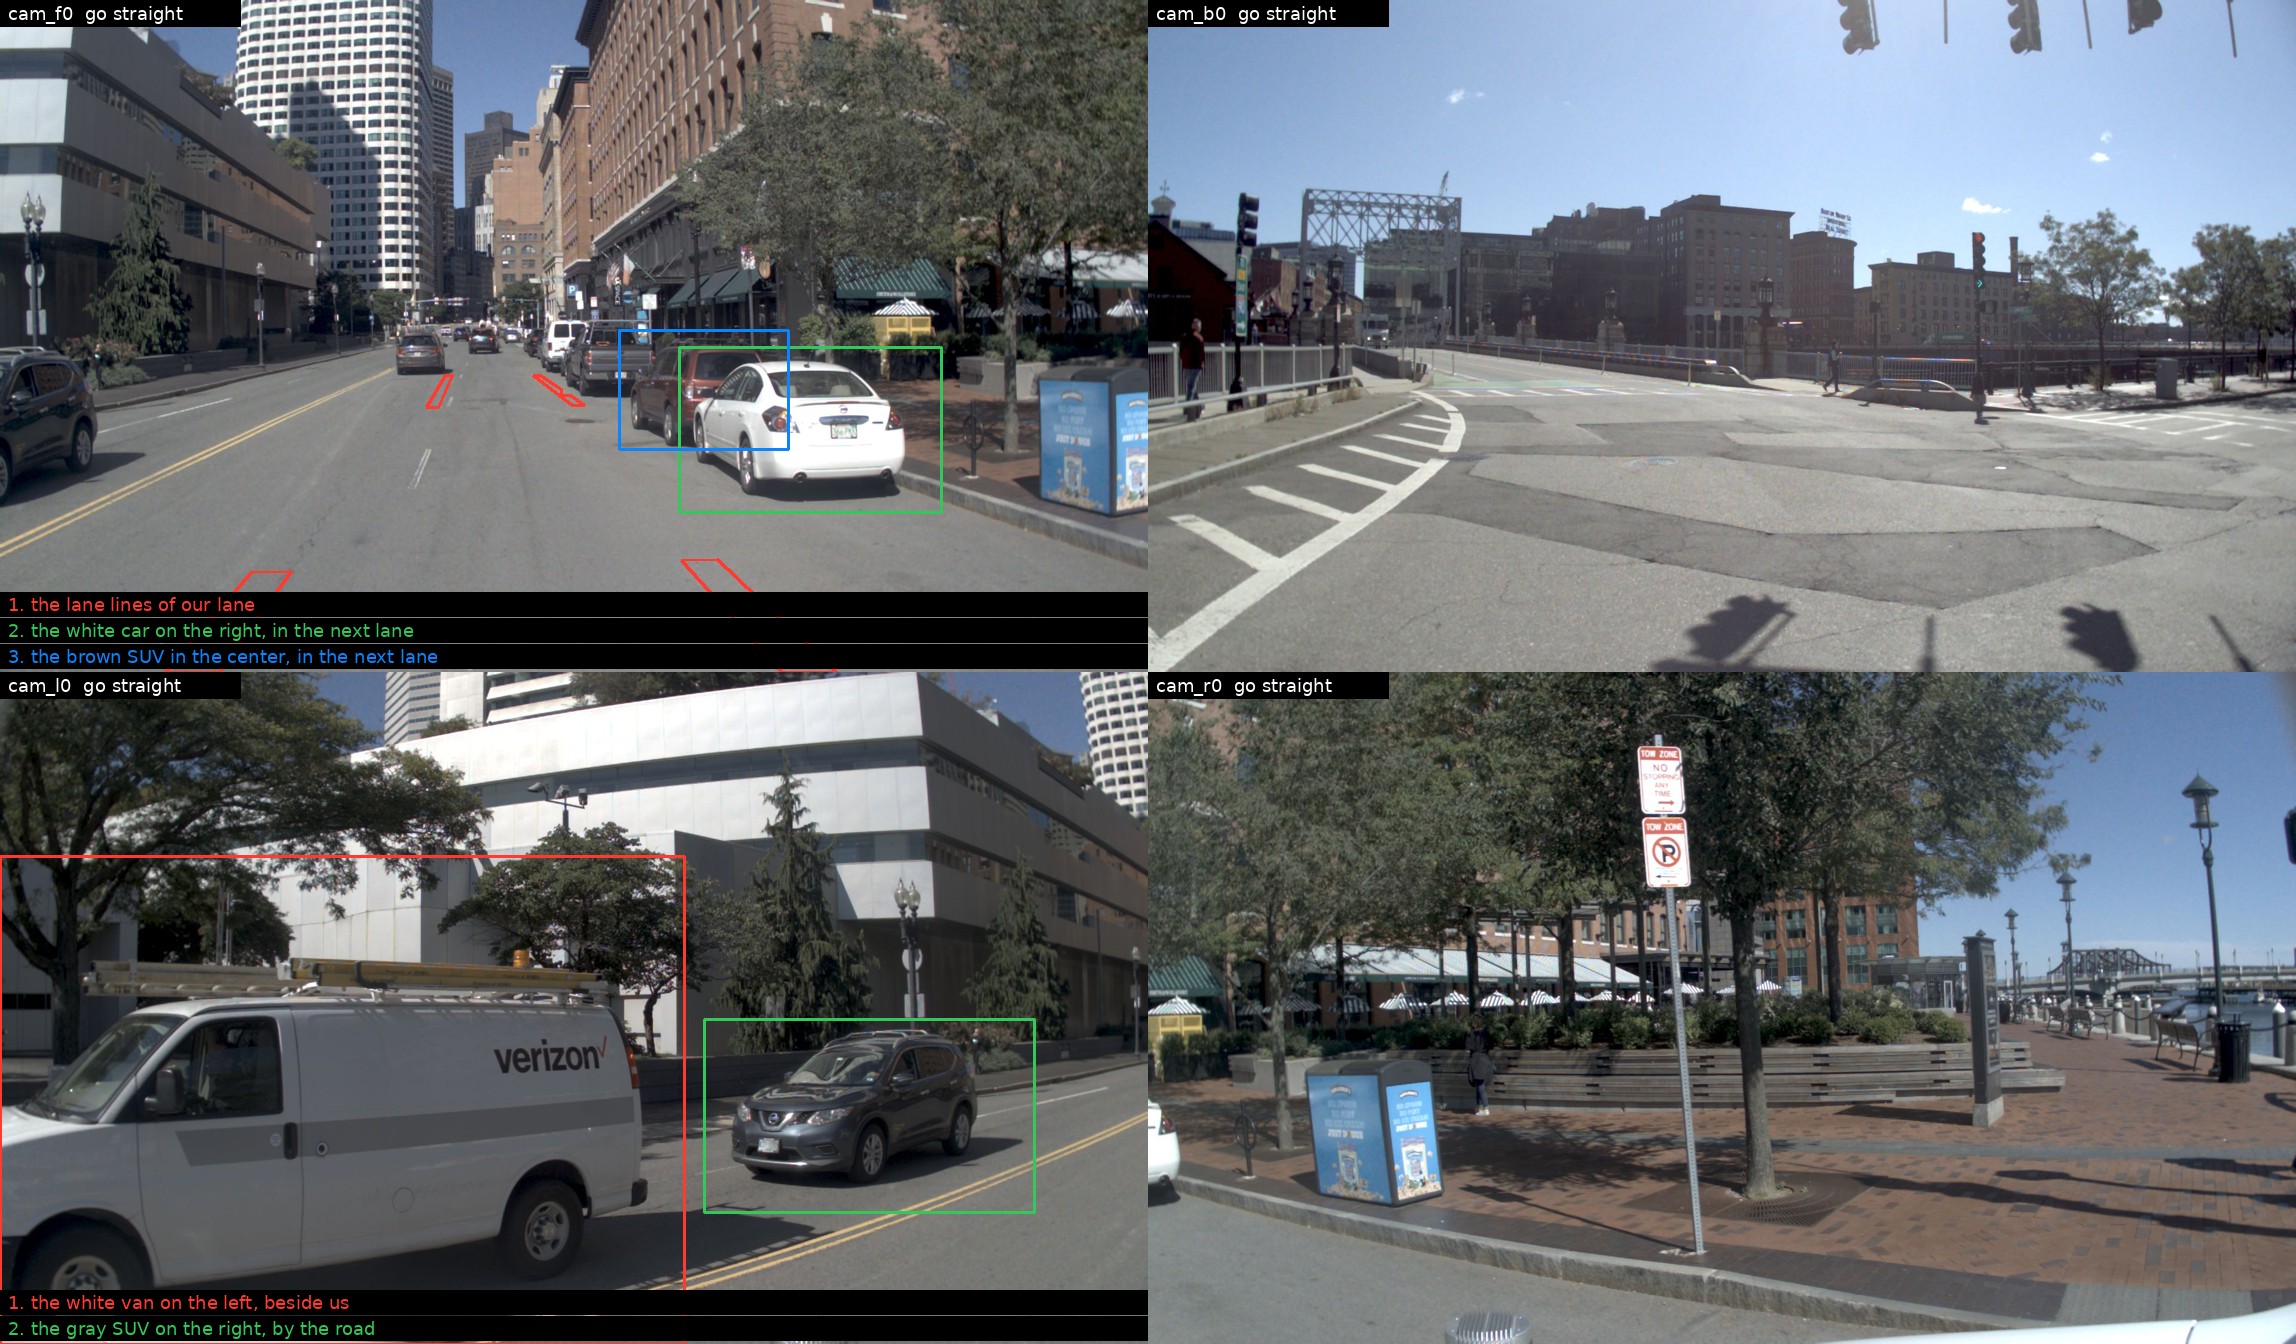 cam_f0  go straight
1. the lane lines of our lane
2. the white car on the right, in the next lane
3. the brown SUV in the center, in the next lane
cam_b0  go straight
cam_l0  go straight
verizon
1. the white van on the left, beside us
2. the gray SUV on the right, by the road
cam_r0  go straight
TOW ZONE
NO
STOPPING
ANY
TIME
TOW ZONE
P